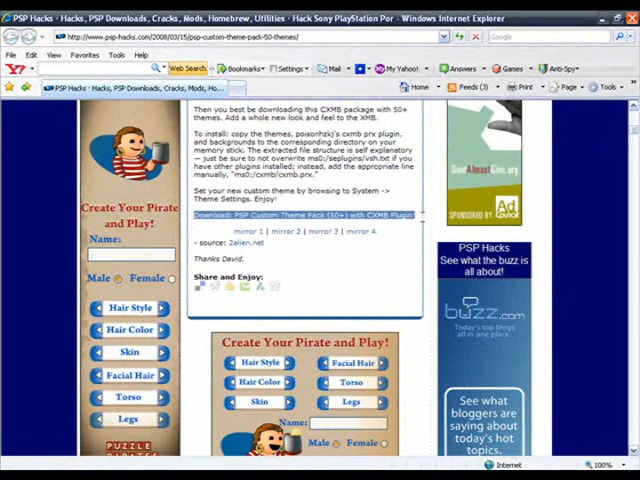 PSP Hacks · Hacks, PSP Downloads, Cracks, Mods, Homebrew, Utilities · Hack Sony PlayStation Por - Windows Internet Explorer
http://www.psp-hacks.com/2008/03/15/psp-custom-theme-pack-50-themes/
Google
File Edit View Favorites Tools Help
Y! Web Search Bookmarks Settings Mail My Yahoo! Answers Games Anti-Spy
PSP Hacks · Hacks, PSP Downloads, Cracks, Mods, Ho...
Home Feeds (J) Print Page Tools
Then you best be downloading this CXMB package with 50+
themes. Add a whole new look and feel to the XMB.
To install: copy the themes, poisonhzkj's cxmb prx plugin,
and backgrounds to the corresponding directory on your
memory stick. The extracted file structure is self explanatory
— just be sure to not overwrite ms0:/seplugins/vsh.txt if you
have other plugins installed; instead, add the appropriate line
manually, "ms0:/cxmb/cxmb.prx."
Set your new custom theme by browsing to System ->
Theme Settings. Enjoy!
Download: PSP Custom Theme Pack (50+) with CXMB Plugin!
mirror 1 | mirror 2 | mirror 3 | mirror 4
- source: 2alien.net
Thanks David.
Share and Enjoy:
Create Your Pirate
and Play!
Name:
Male Female
Hair Style
Hair Color
Skin
Facial Hair
Torso
Legs
PUZZLE
PIRATES
Create Your Pirate and Play!
Hair Style Facial Hair
Hair Color Torso
Skin Legs
Name:
Male Female
DontAlmostGive.org
SPONSORED BY Ad
COUNCIL
PSP Hacks
See what the buzz is
all about!
buzz.com
Today's top blogs
all in one place.
See what
bloggers are
saying about
today's hot
topics.
Internet 100%